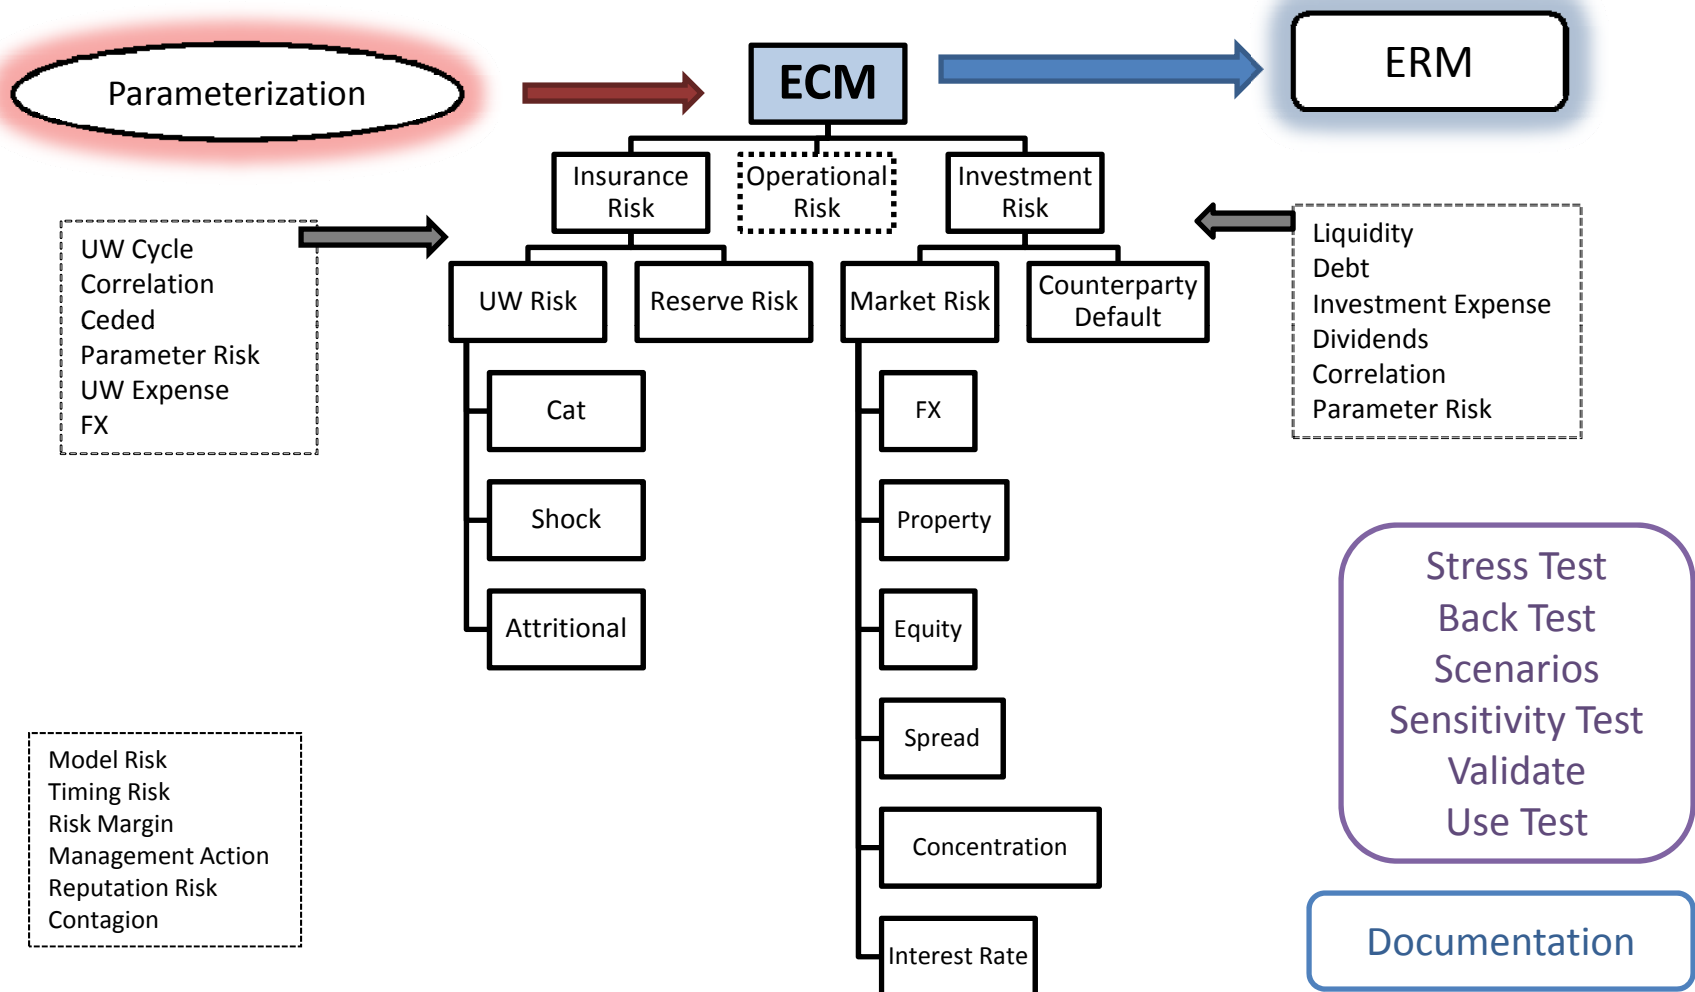 Parameterization
ECM
ERM
Insurance
Risk
Operational
Risk
Investment
Risk
UW Cycle
Correlation
Ceded
Parameter Risk
UW Expense
FX
UW Risk
Reserve Risk
Market Risk
Counterparty
Default
Liquidity
Debt
Investment Expense
Dividends
Correlation
Parameter Risk
Cat
Shock
Attritional
FX
Property
Equity
Spread
Concentration
Interest Rate
Model Risk
Timing Risk
Risk Margin
Management Action
Reputation Risk
Contagion
Stress Test
Back Test
Scenarios
Sensitivity Test
Validate
Use Test
Documentation